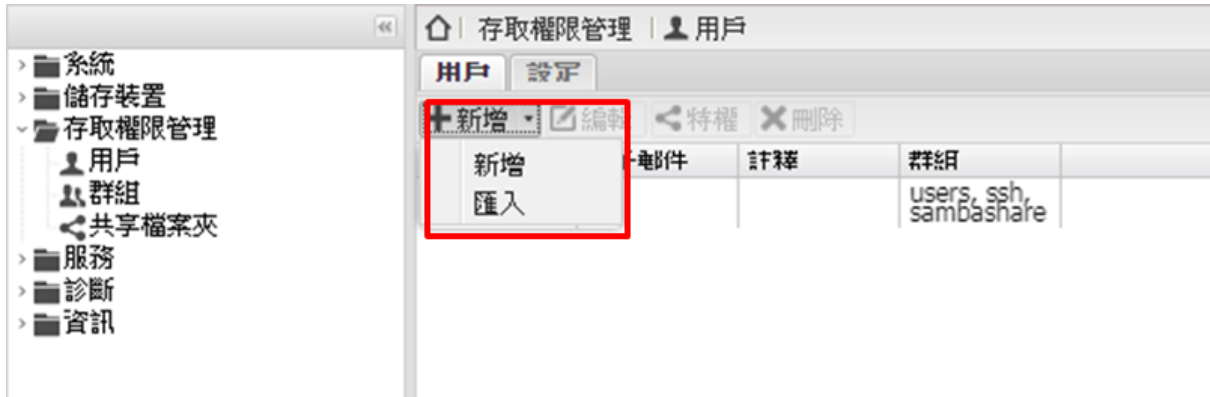 存取權限管理 用戶
系統
儲存裝置
存取權限管理
用戶
群組
共享檔案夾
服務
診斷
資訊
用戶 設定
新增 編輯 特權 刪除
新增
匯入
郵件 註釋 群組
users, ssh,
sambashare